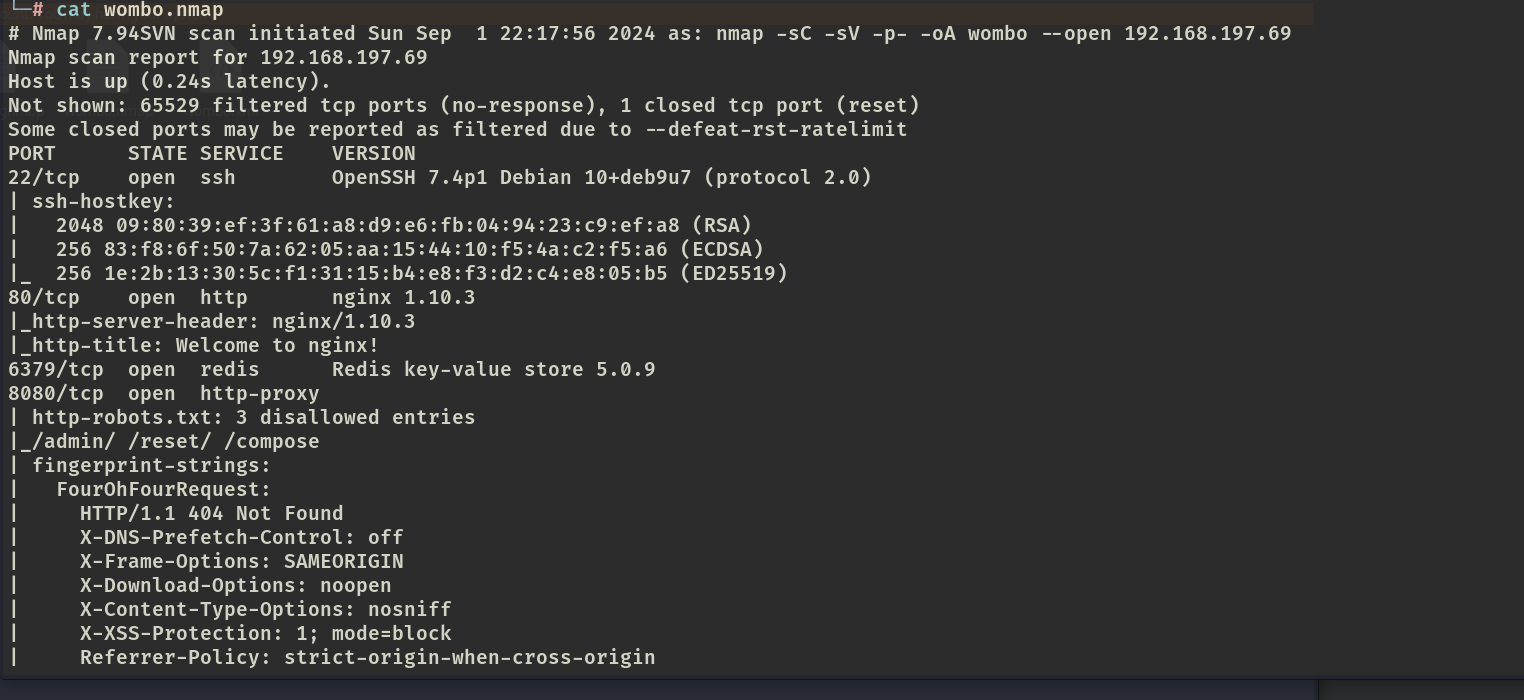 └─# cat wombo.nmap
# Nmap 7.94SVN scan initiated Sun Sep  1 22:17:56 2024 as: nmap -sC -sV -p- -oA wombo --open 192.168.197.69
Nmap scan report for 192.168.197.69
Host is up (0.24s latency).
Not shown: 65529 filtered tcp ports (no-response), 1 closed tcp port (reset)
Some closed ports may be reported as filtered due to --defeat-rst-ratelimit
PORT      STATE SERVICE    VERSION
22/tcp    open  ssh        OpenSSH 7.4p1 Debian 10+deb9u7 (protocol 2.0)
| ssh-hostkey:
|   2048 09:80:39:ef:3f:61:a8:d9:e6:fb:04:94:23:c9:ef:a8 (RSA)
|   256 83:f8:6f:50:7a:62:05:aa:15:44:10:f5:4a:c2:f5:a6 (ECDSA)
|_  256 1e:2b:13:30:5c:f1:31:15:b4:e8:f3:d2:c4:e8:05:b5 (ED25519)
80/tcp    open  http       nginx 1.10.3
|_http-server-header: nginx/1.10.3
|_http-title: Welcome to nginx!
6379/tcp  open  redis      Redis key-value store 5.0.9
8080/tcp  open  http-proxy
| http-robots.txt: 3 disallowed entries
|_/admin/ /reset/ /compose
| fingerprint-strings:
|   FourOhFourRequest:
|     HTTP/1.1 404 Not Found
|     X-DNS-Prefetch-Control: off
|     X-Frame-Options: SAMEORIGIN
|     X-Download-Options: noopen
|     X-Content-Type-Options: nosniff
|     X-XSS-Protection: 1; mode=block
|     Referrer-Policy: strict-origin-when-cross-origin